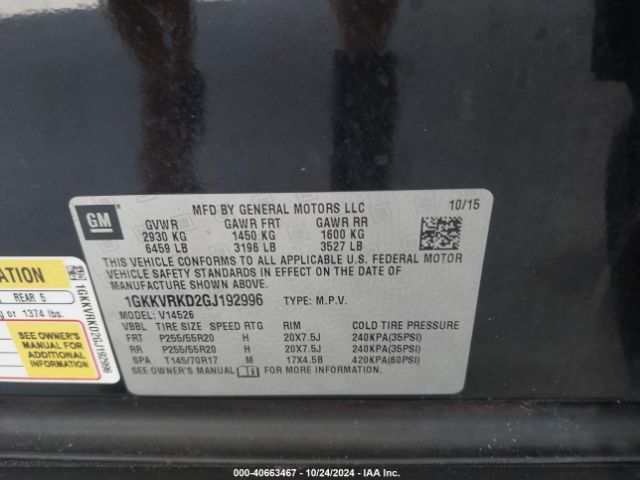 GM
MFD BY GENERAL MOTORS LLC 10/15
GVWR GAWR FRT GAWR RR
2930 KG 1450 KG 1600 KG
6459 LB 3196 LB 3527 LB
THIS VEHICLE CONFORMS TO ALL APPLICABLE U.S. FEDERAL MOTOR
VEHICLE SAFETY STANDARDS IN EFFECT ON THE DATE OF
MANUFACTURE SHOWN ABOVE.
1GKKVRKD2GJ192996 TYPE: M.P.V.
MODEL: V14526
VBBL TIRE SIZE SPEED RTG RIM COLD TIRE PRESSURE
FRT P255/55R20 H 20X7.5J 240KPA(35PSI)
RR P255/55R20 H 20X7.5J 240KPA(35PSI)
SPA T145/70R17 M 17X4.5B 420KPA(60PSI)
SEE OWNER'S MANUAL FOR MORE INFORMATION.
ATION
REAR 5
g or 1374 lbs.
SEE OWNER'S
MANUAL FOR
ADDITIONAL
INFORMATION
1GKKVRKD2GJ192996
000-40663467 - 10/24/2024 - IAA Inc.